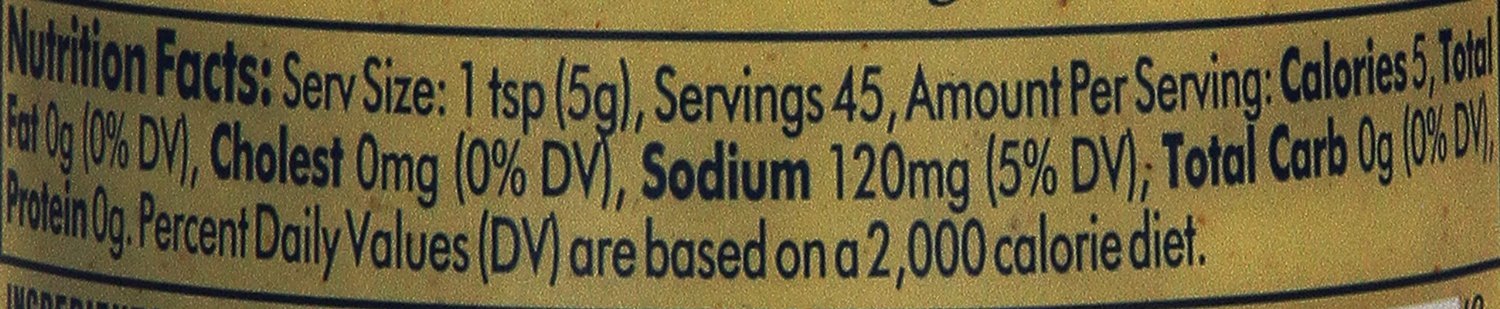 Nutrition Facts: Serv Size: 1 tsp (5g), Servings 45, Amount Per Serving: Calories 5, Total
Fat 0g (0% DV), Cholest 0mg (0% DV), Sodium 120mg (5% DV), Total Carb 0g (0% DV),
Protein 0g. Percent Daily Values (DV) are based on a 2,000 calorie diet.